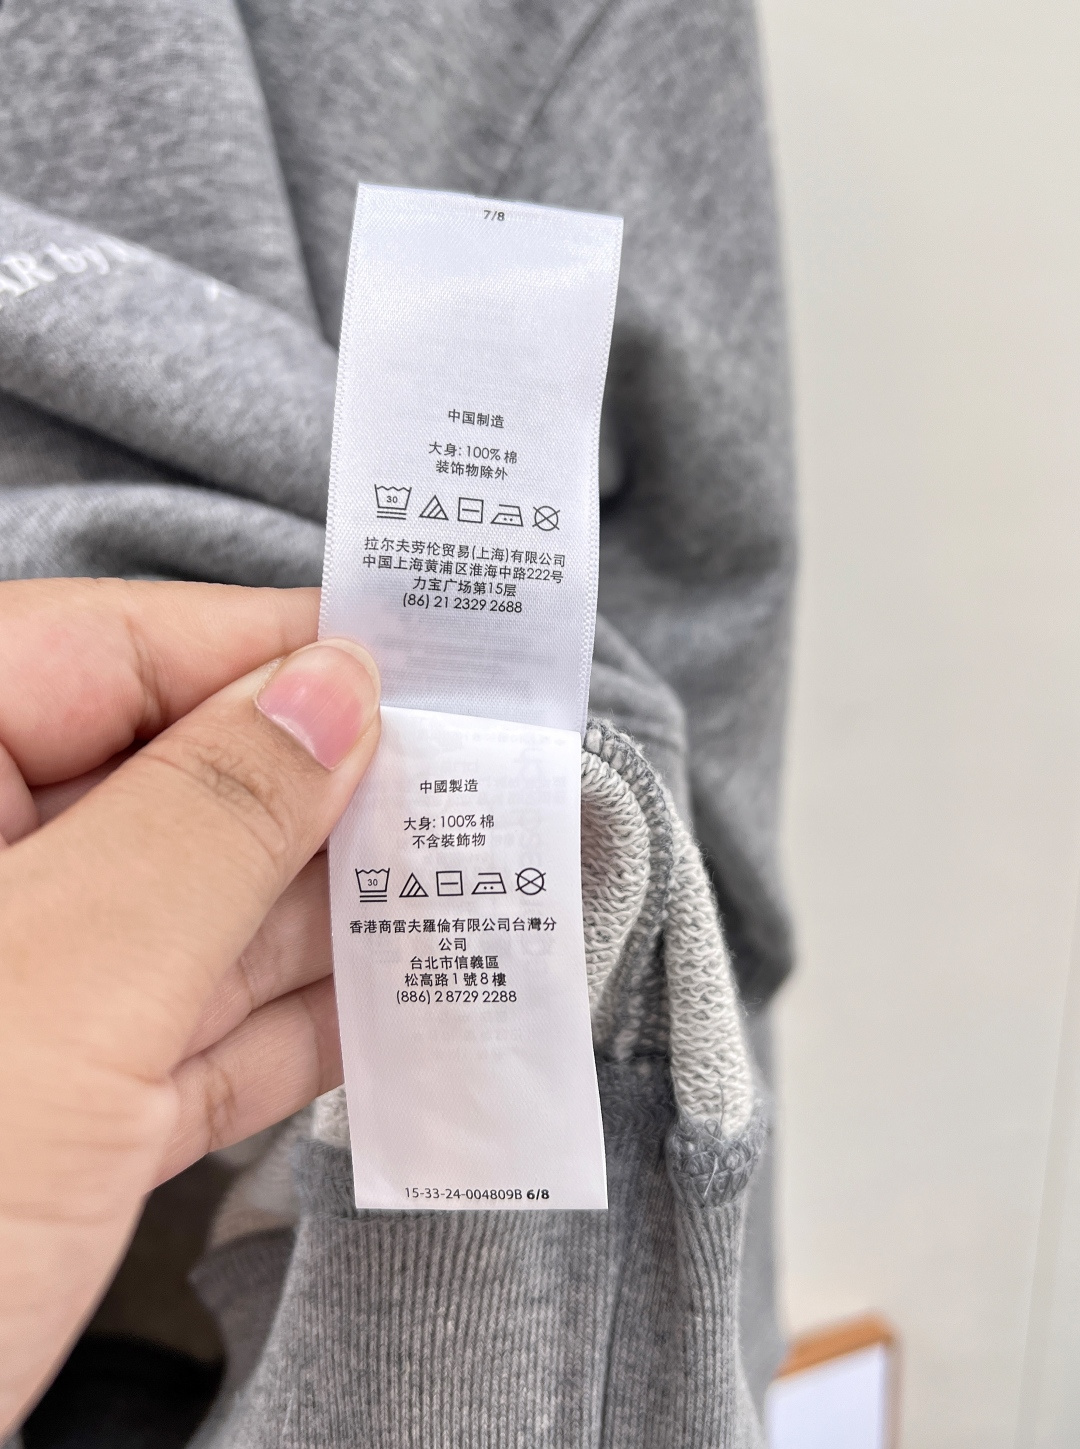 AR by
7/8
中国制造
大身: 100% 棉
装饰物除外
30
拉尔夫劳伦贸易(上海)有限公司
中国上海黄浦区淮海中路222号
力宝广场第15层
(86) 21 2329 2688
中國製造
大身: 100% 棉
不含裝飾物
30
香港商雷夫羅倫有限公司台灣分
公司
台北市信義區
松高路1號8樓
(886) 2 8729 2288
15-33-24-004809B 6/8